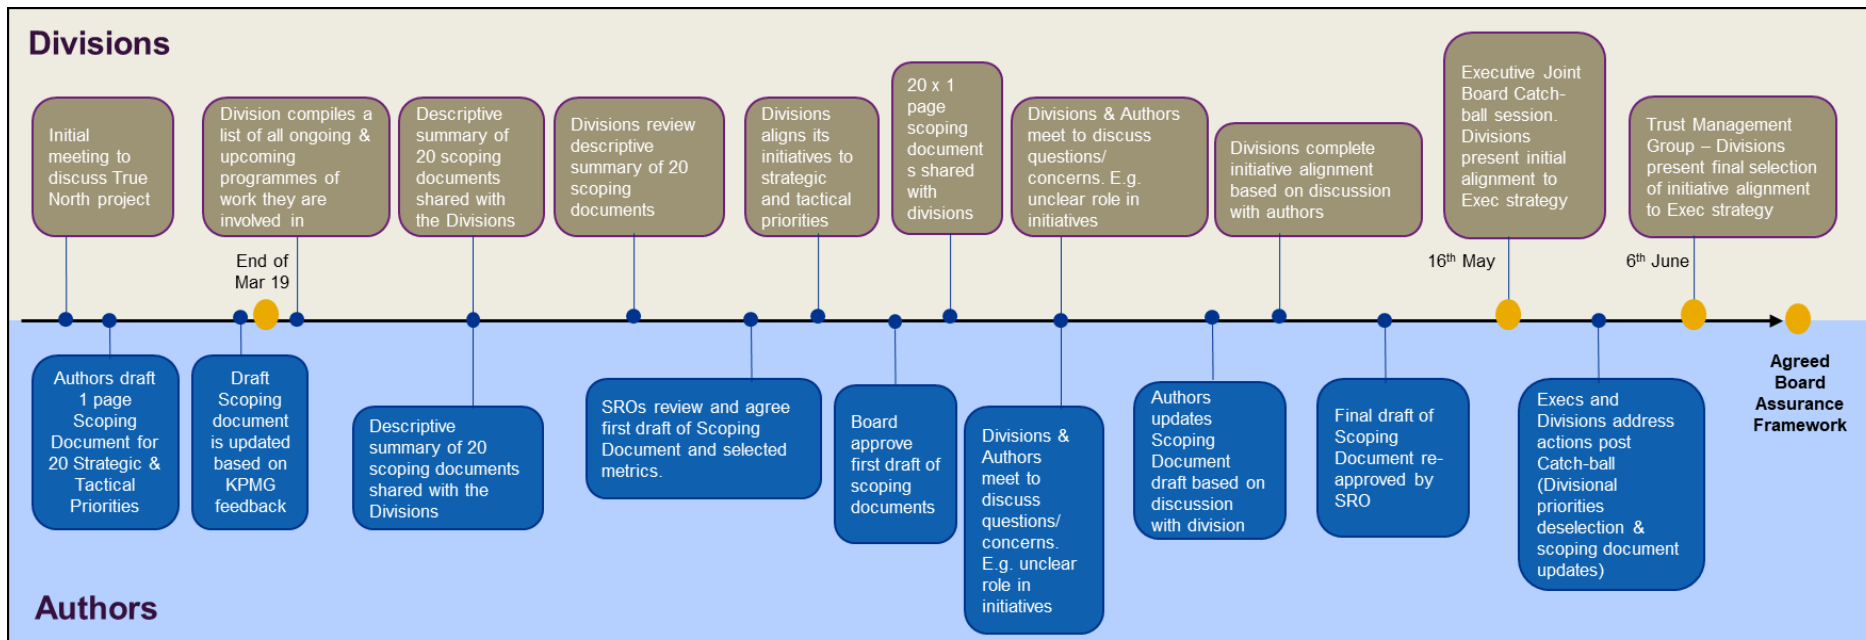 Divisions
Initial
meeting to
discuss True
North project
Division compiles a
list of all ongoing &
upcoming
programmes of
work they are
involved in
Descriptive
summary of
20 scoping
documents
shared with
the Divisions
Divisions review
descriptive
summary of 20
scoping
documents
Divisions
aligns its
initiatives to
strategic
and tactical
priorities
20 x 1
page
scoping
document
s shared
with
divisions
Divisions & Authors
meet to discuss
questions/
concerns. E.g.
unclear role in
initiatives
Divisions complete
initiative alignment
based on discussion
with authors
Executive Joint
Board Catch-
ball session.
Divisions
present initial
alignment to
Exec strategy
Trust Management
Group – Divisions
present final selection
of initiative alignment
to Exec strategy
End of
Mar 19
16th May
6th June
Authors draft
1 page
Scoping
Document for
20 Strategic &
Tactical
Priorities
Draft
Scoping
document
is updated
based on
KPMG
feedback
Descriptive
summary of 20
scoping documents
shared with the
Divisions
SROs review and agree
first draft of Scoping
Document and selected
metrics.
Board
approve
first draft of
scoping
documents
Divisions &
Authors
meet to
discuss
questions/
concerns.
E.g. unclear
role in
initiatives
Authors
updates
Scoping
Document
draft based on
discussion
with division
Final draft of
Scoping
Document re-
approved by
SRO
Execs and
Divisions address
actions post
Catch-ball
(Divisional
priorities
deselection &
scoping document
updates)
Agreed
Board
Assurance
Framework
Authors